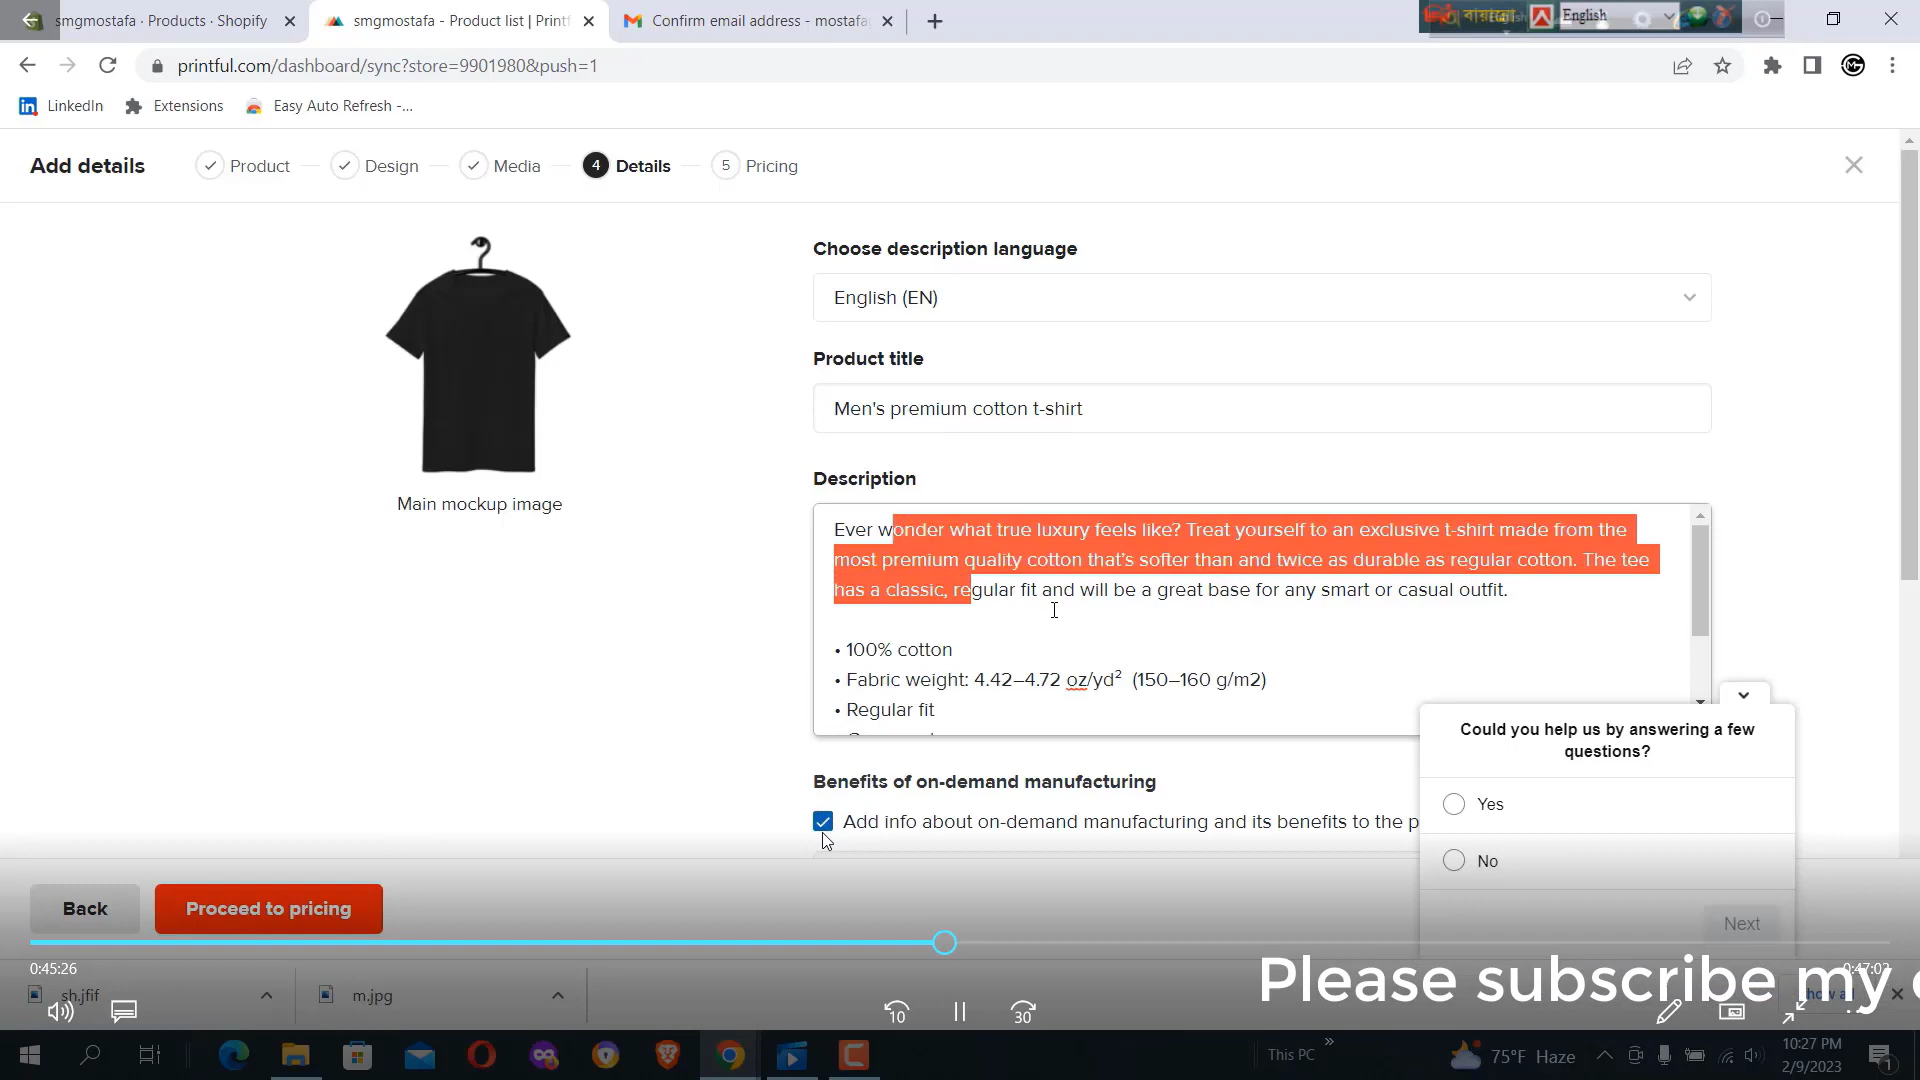 smgmostafa · Products · Shopify
smgmostafa - Product list | Printf
Confirm email address - mostafa
English
printful.com/dashboard/sync?store=9901980&push=1
LinkedIn
Extensions
Easy Auto Refresh -...
Add details
Product
Design
Media
4 Details
5 Pricing
Choose description language
English (EN)
Product title
Men's premium cotton t-shirt
Main mockup image
Description
Ever wonder what true luxury feels like? Treat yourself to an exclusive t-shirt made from the
most premium quality cotton that's softer than and twice as durable as regular cotton. The tee
has a classic, regular fit and will be a great base for any smart or casual outfit.
• 100% cotton
• Fabric weight: 4.42–4.72 oz/yd² (150–160 g/m2)
• Regular fit
Could you help us by answering a few
questions?
Yes
No
Next
Benefits of on-demand manufacturing
Add info about on-demand manufacturing and its benefits to the p
Back
Proceed to pricing
0:45:26
0:47:02
Please subscribe my
sh.jfif
m.jpg
Show all
10
30
This PC
75°F Haze
10:27 PM
2/9/2023
1